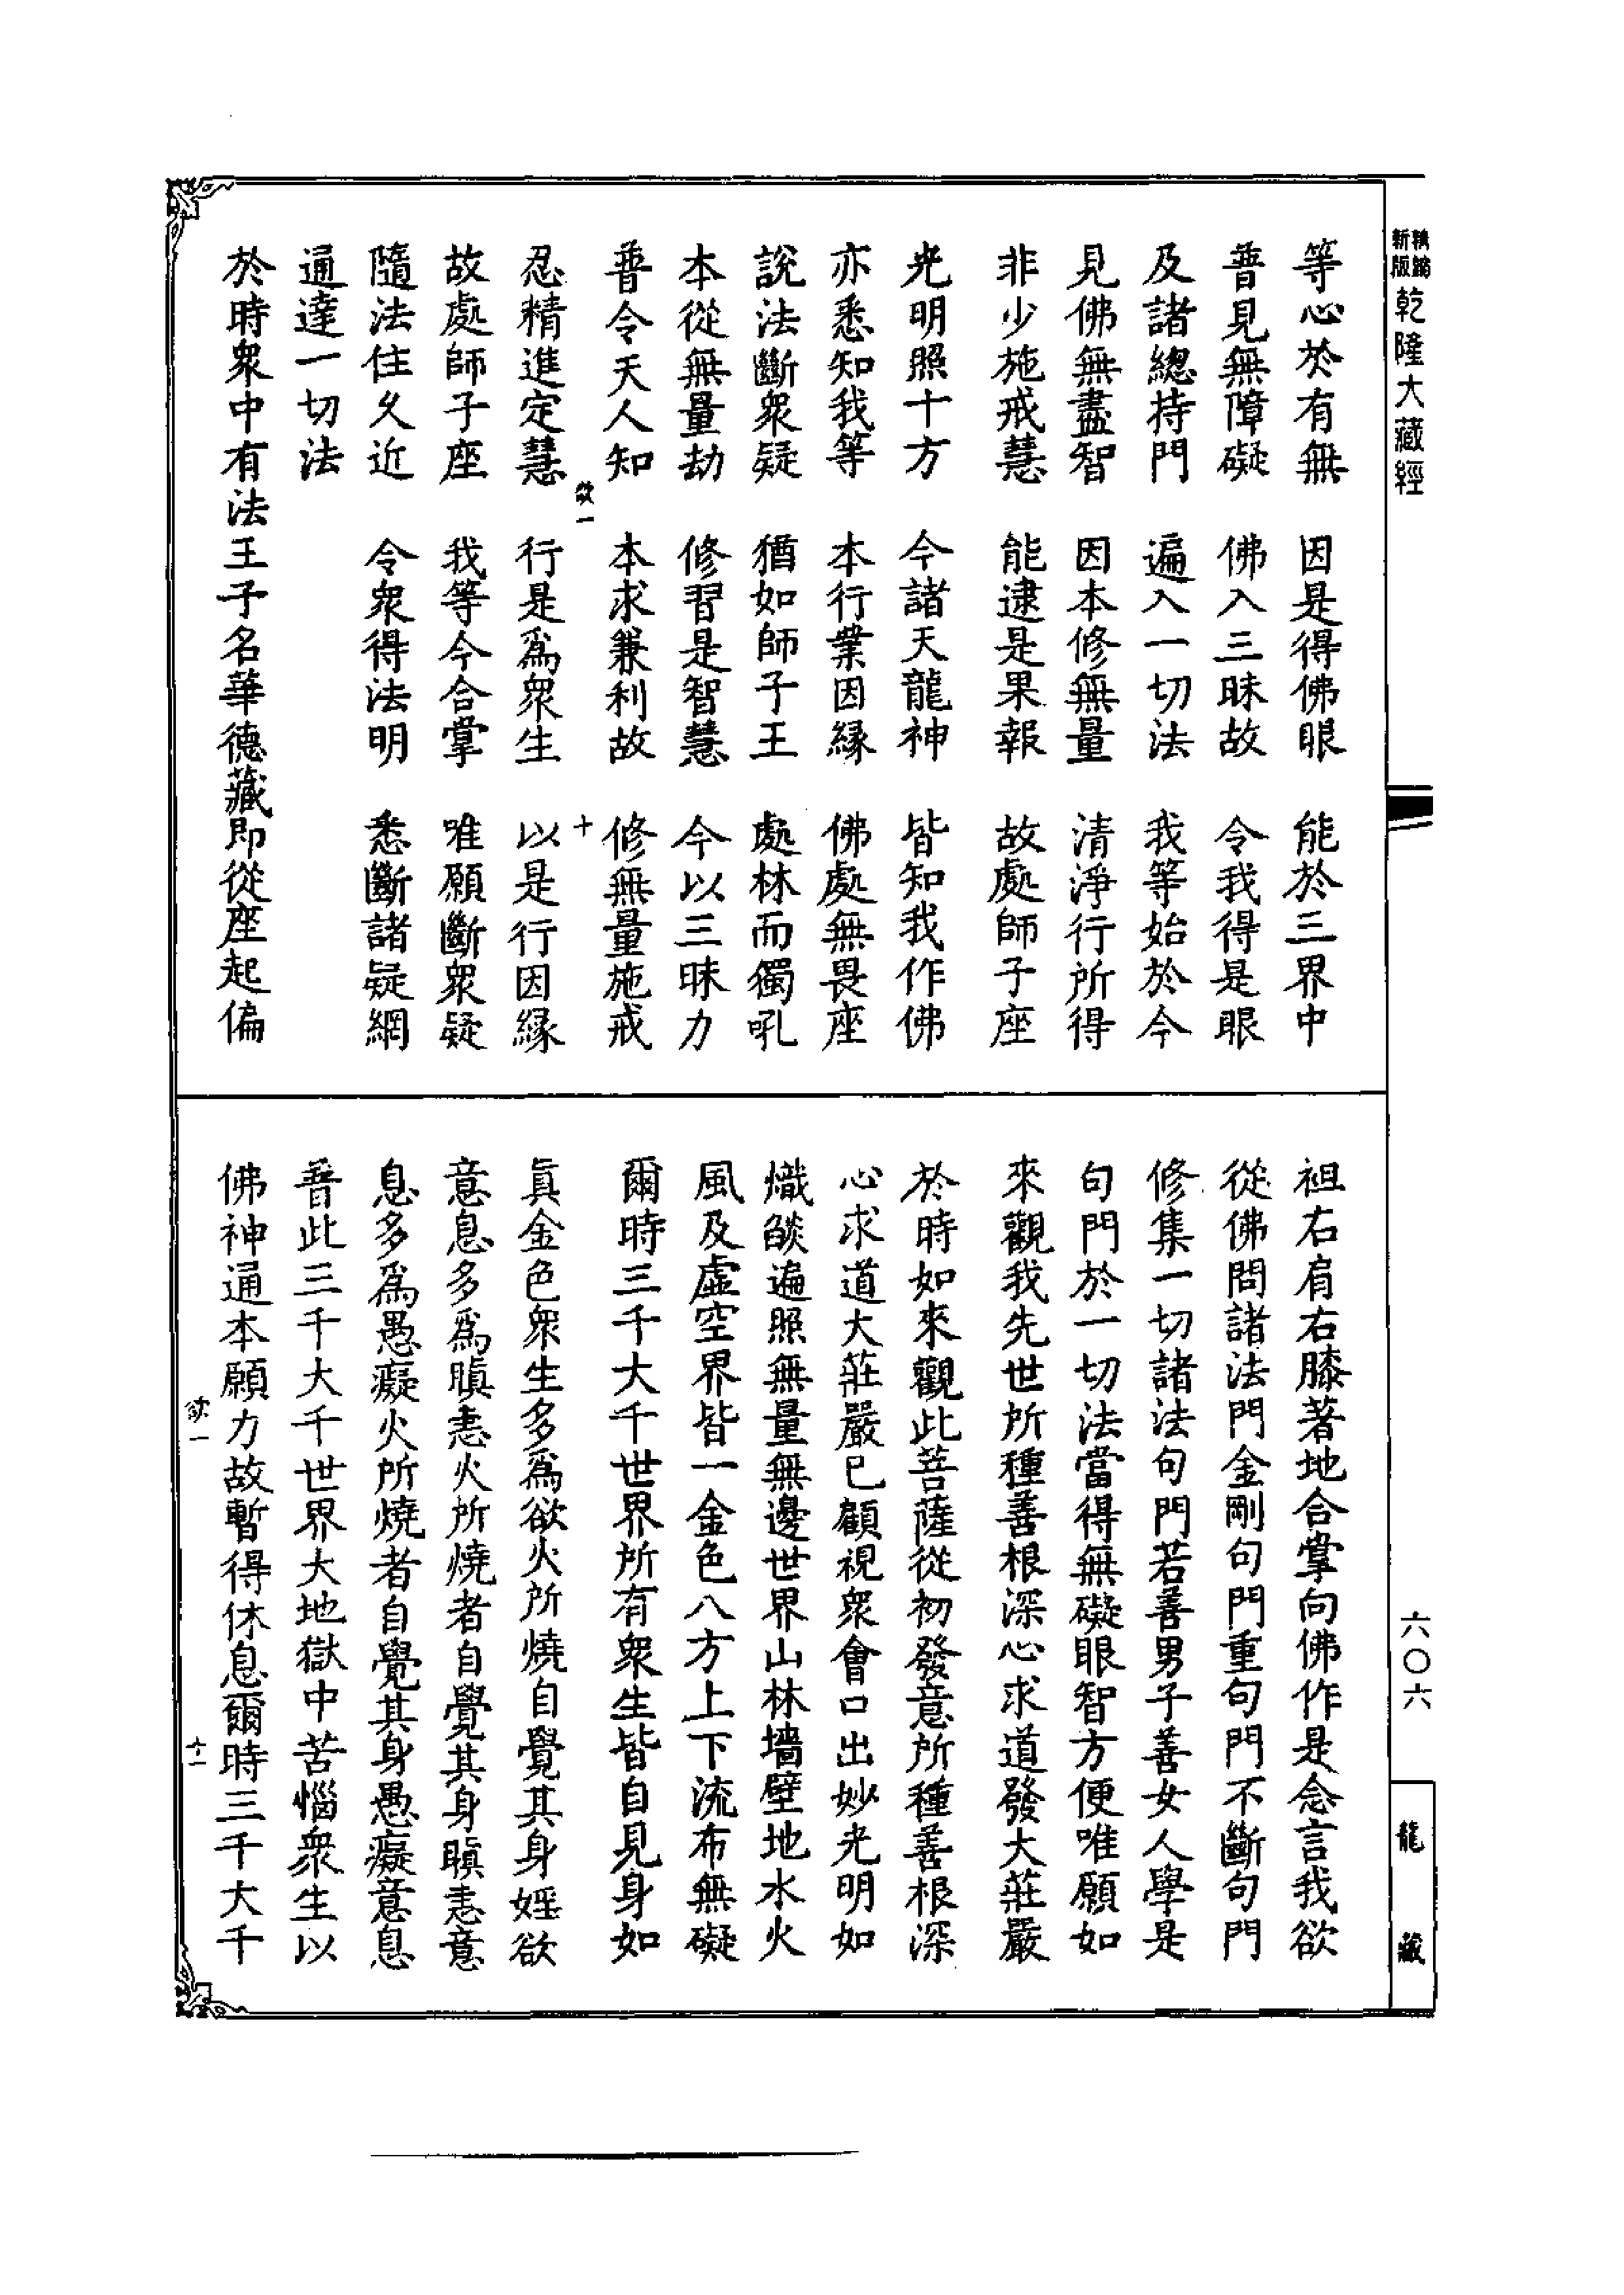 新版
精縮
乾隆大藏經
六〇六
龍藏
等心於有無　因是得佛眼　能於三界中
普見無障礙　佛入三昧故　令我得是眼
及諸總持門　遍入一切法　我等始於今
見佛無盡智　因本修無量　清淨行所得
非少施戒慧　能逮是果報　故處師子座
光明照十方　今諸天龍神　皆知我作佛
亦悉知我等　本行業因緣　佛處無畏座
說法斷衆疑　猶如師子王　處林而獨吼
本從無量劫　修習是智慧　今以三昧力
普令天人知　本求兼利故　修無量施戒
欲一　十
忍精進定慧　行是爲衆生　以是行因緣
故處師子座　我等今合掌　唯願斷衆疑
隨法住久近　令衆得法明　悉斷諸疑網
通達一切法
於時衆中有法王子名華德藏即從座起偏
袒右肩右膝著地合掌向佛作是念言我欲
從佛問諸法門金剛句門重句門不斷句門
修集一切諸法句門若善男子善女人學是
句門於一切法當得無礙眼智方便唯願如
來觀我先世所種善根深心求道發大莊嚴
於時如來觀此菩薩從初發意所種善根深
心求道大莊嚴已顧視衆會口出妙光明如
熾燄遍照無量無邊世界山林墻壁地水火
風及虛空界皆一金色八方上下流布無礙
爾時三千大千世界所有衆生皆自見身如
眞金色衆生多爲欲火所燒自覺其身婬欲
意息多爲瞋恚火所燒者自覺其身瞋恚意
息多爲愚癡火所燒者自覺其身愚癡意息
普此三千大千世界大地獄中苦惱衆生以
佛神通本願力故暫得休息爾時三千大千
欲一　十一